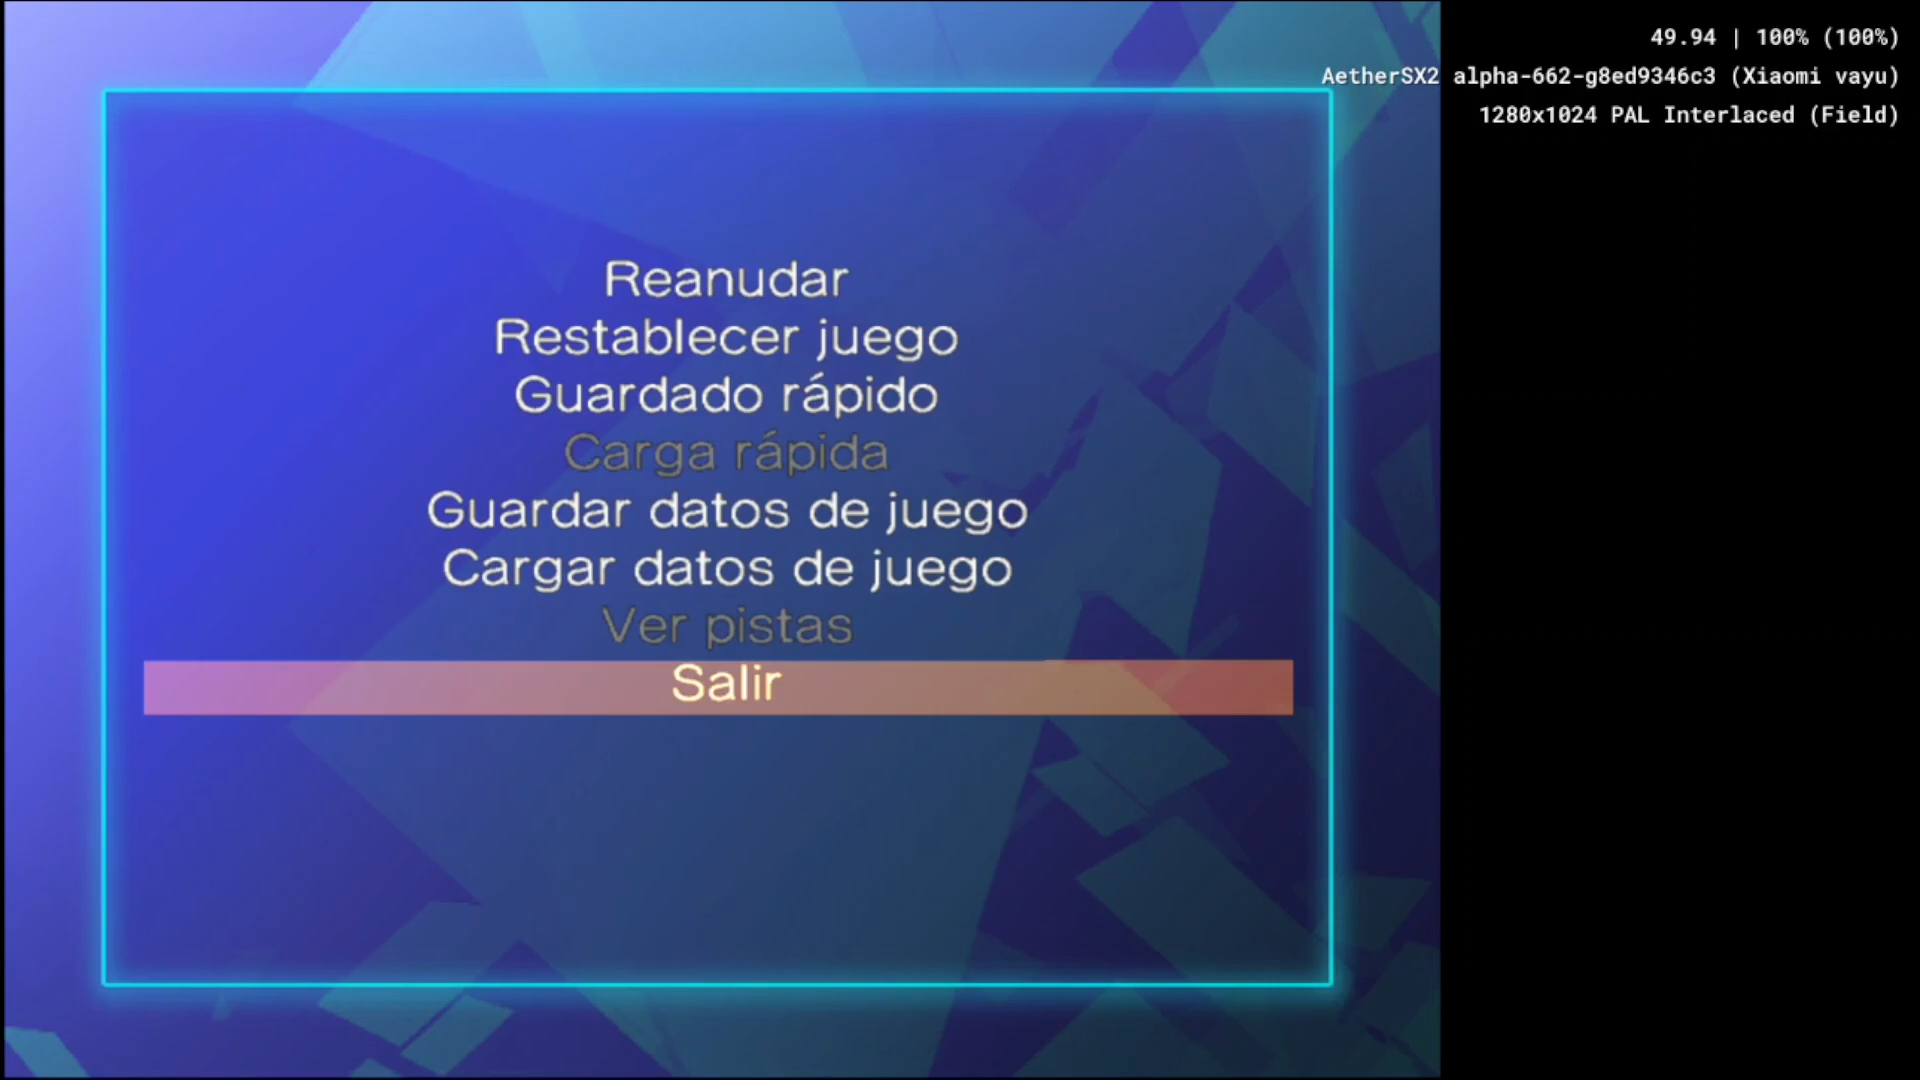 49.94 | 100% (100%)
AetherSX2 alpha-662-g8ed9346c3 (Xiaomi vayu)
1280x1024 PAL Interlaced (Field)
Reanudar
Restablecer juego
Guardado rápido
Carga rápida
Guardar datos de juego
Cargar datos de juego
Ver pistas
Salir